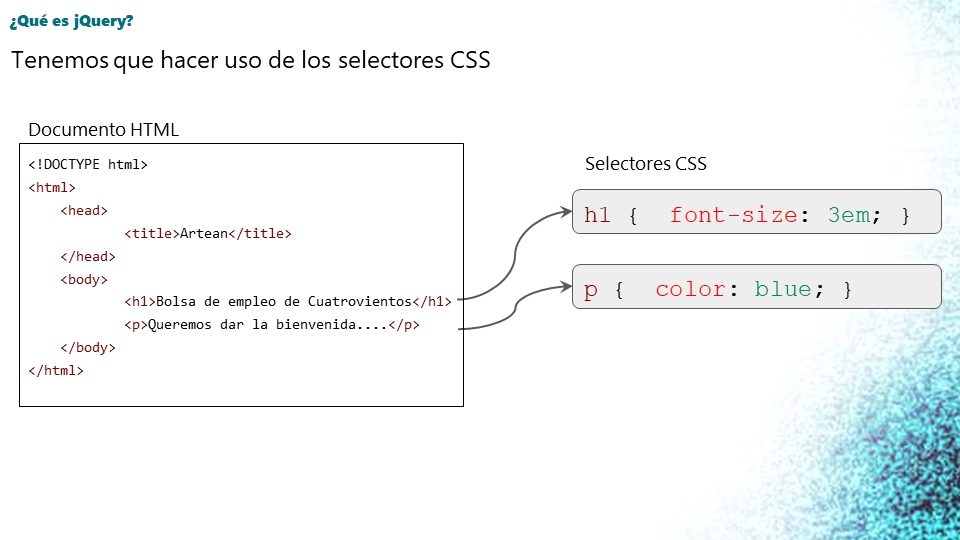 ¿Qué es jQuery?
Tenemos que hacer uso de los selectores CSS
Documento HTML
<!DOCTYPE html>
<html>
<head>
<title>Artean</title>
</head>
<body>
<h1>Bolsa de empleo de Cuatrovientos</h1>
<p>Queremos dar la bienvenida....</p>
</body>
</html>
Selectores CSS
h1 { font-size: 3em; }
p { color: blue; }